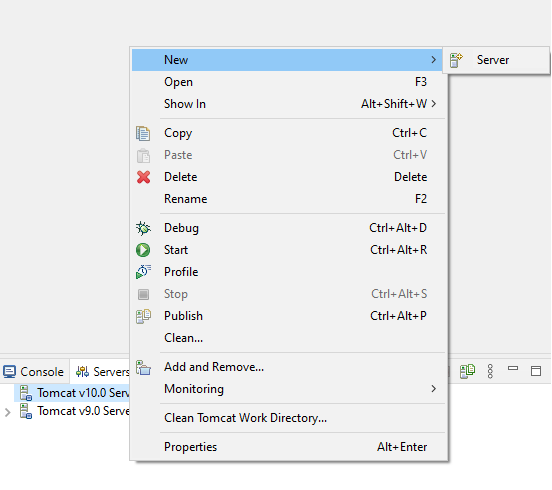 New
Server
Open F3
Show In Alt+Shift+W
Copy Ctrl+C
Paste Ctrl+V
Delete Delete
Rename F2
Debug Ctrl+Alt+D
Start Ctrl+Alt+R
Profile
Stop Ctrl+Alt+S
Publish Ctrl+Alt+P
Clean...
Console Servers
Add and Remove...
Tomcat v10.0 Serv
Monitoring
Tomcat v9.0 Serve
Clean Tomcat Work Directory...
Properties Alt+Enter